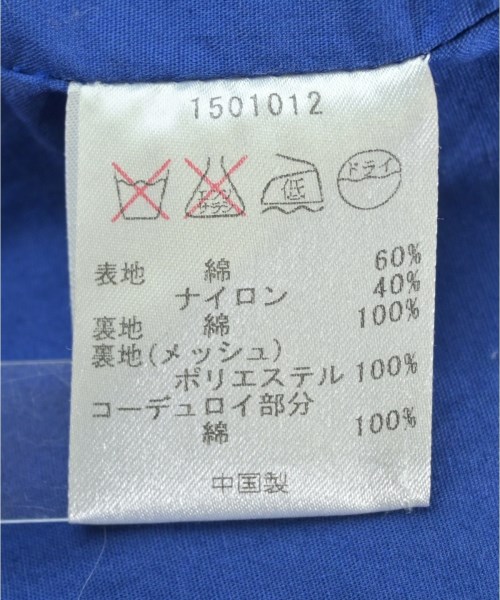 1501012
エンソ
サラシ
低
ドライ
表地 綿 60%
ナイロン 40%
裏地 綿 100%
裏地(メッシュ)
ポリエステル 100%
コーデュロイ部分
綿 100%
中国製